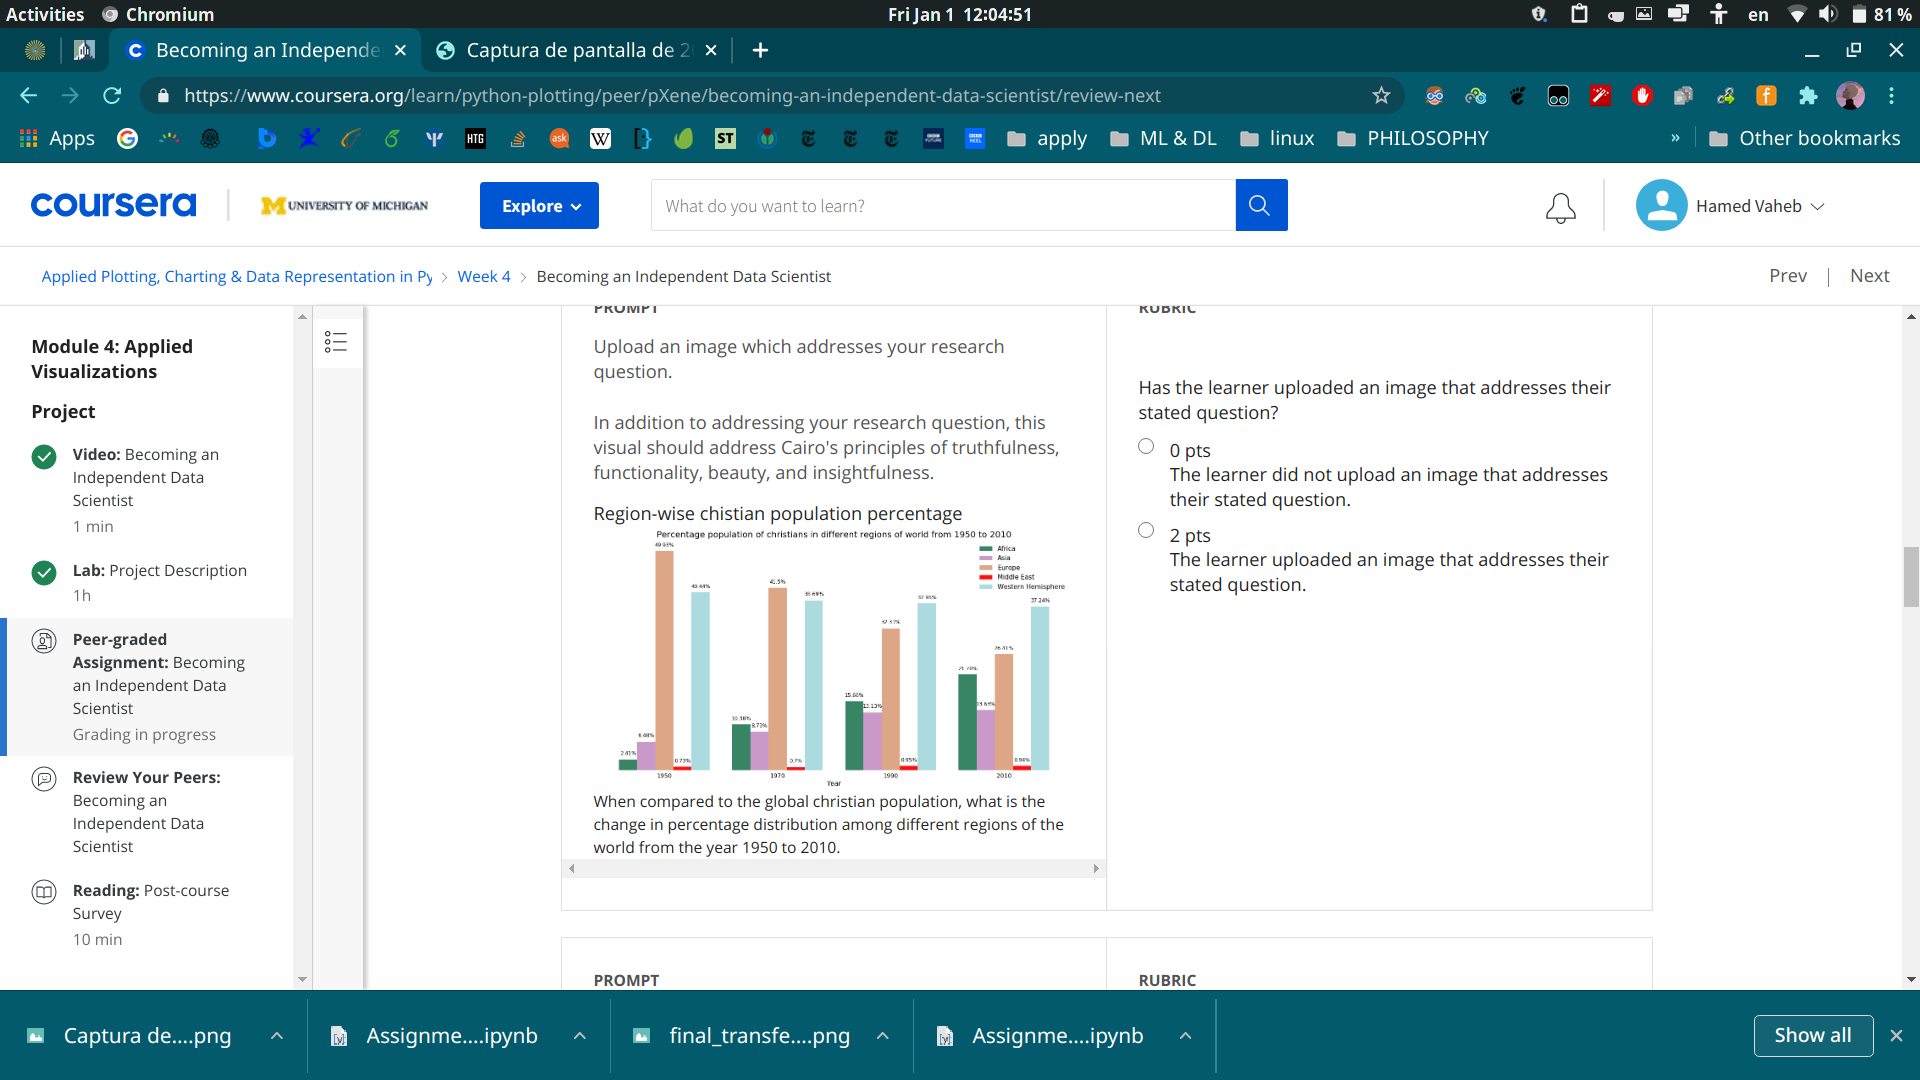 Activities
Chromium
Fri Jan 1  12:04:51
en
81 %
Becoming an Independe
Captura de pantalla de 2
https://www.coursera.org/learn/python-plotting/peer/pXene/becoming-an-independent-data-scientist/review-next
Apps
HTG
ask
W
ST
apply
ML & DL
linux
PHILOSOPHY
»
Other bookmarks
coursera
M UNIVERSITY OF MICHIGAN
Explore
What do you want to learn?
Hamed Vaheb
Applied Plotting, Charting & Data Representation in Py
Week 4
Becoming an Independent Data Scientist
Prev
Next
Module 4: Applied
Visualizations
Project
Video: Becoming an
Independent Data
Scientist
1 min
Lab: Project Description
1h
Peer-graded
Assignment: Becoming
an Independent Data
Scientist
Grading in progress
Review Your Peers:
Becoming an
Independent Data
Scientist
Reading: Post-course
Survey
10 min
PROMPT
Upload an image which addresses your research
question.
In addition to addressing your research question, this
visual should address Cairo's principles of truthfulness,
functionality, beauty, and insightfulness.
Region-wise chistian population percentage
Percentage population of christians in different regions of world from 1950 to 2010
Africa
Asia
Europe
Middle East
Western Hemisphere
49.93%
41.5%
37.24%
15.66%
13.13%
10.38%
8.73%
6.48%
2.41%
0.73%
0.7%
0.95%
0.94%
1950
1970
1990
2010
Year
When compared to the global christian population, what is the
change in percentage distribution among different regions of the
world from the year 1950 to 2010.
RUBRIC
Has the learner uploaded an image that addresses their
stated question?
0 pts
The learner did not upload an image that addresses
their stated question.
2 pts
The learner uploaded an image that addresses their
stated question.
PROMPT
RUBRIC
Captura de....png
Assignme....ipynb
final_transfe....png
Assignme....ipynb
Show all